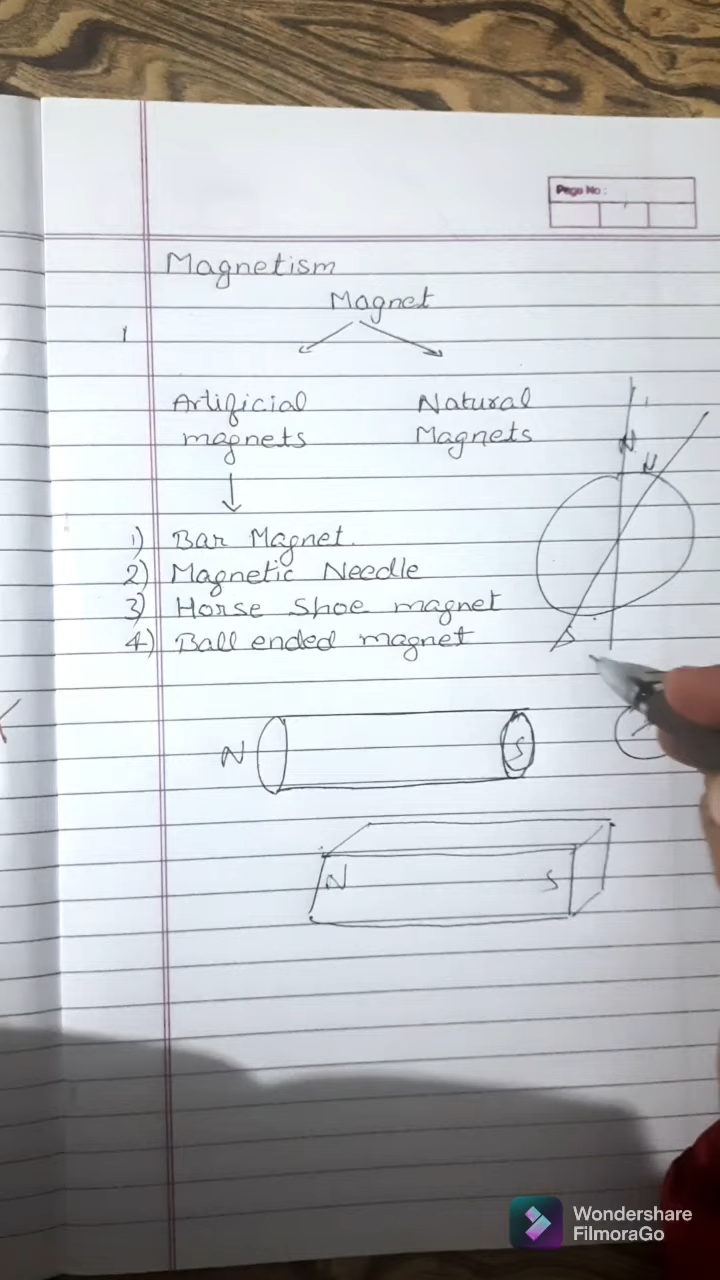 Page No :
Magnetism
Magnet
Artificial magnets
Natural Magnets
1) Bar Magnet.
2) Magnetic Needle
3) Horse Shoe magnet
4) Ball ended magnet
N
N
N
S
N
S
Wondershare
FilmoraGo